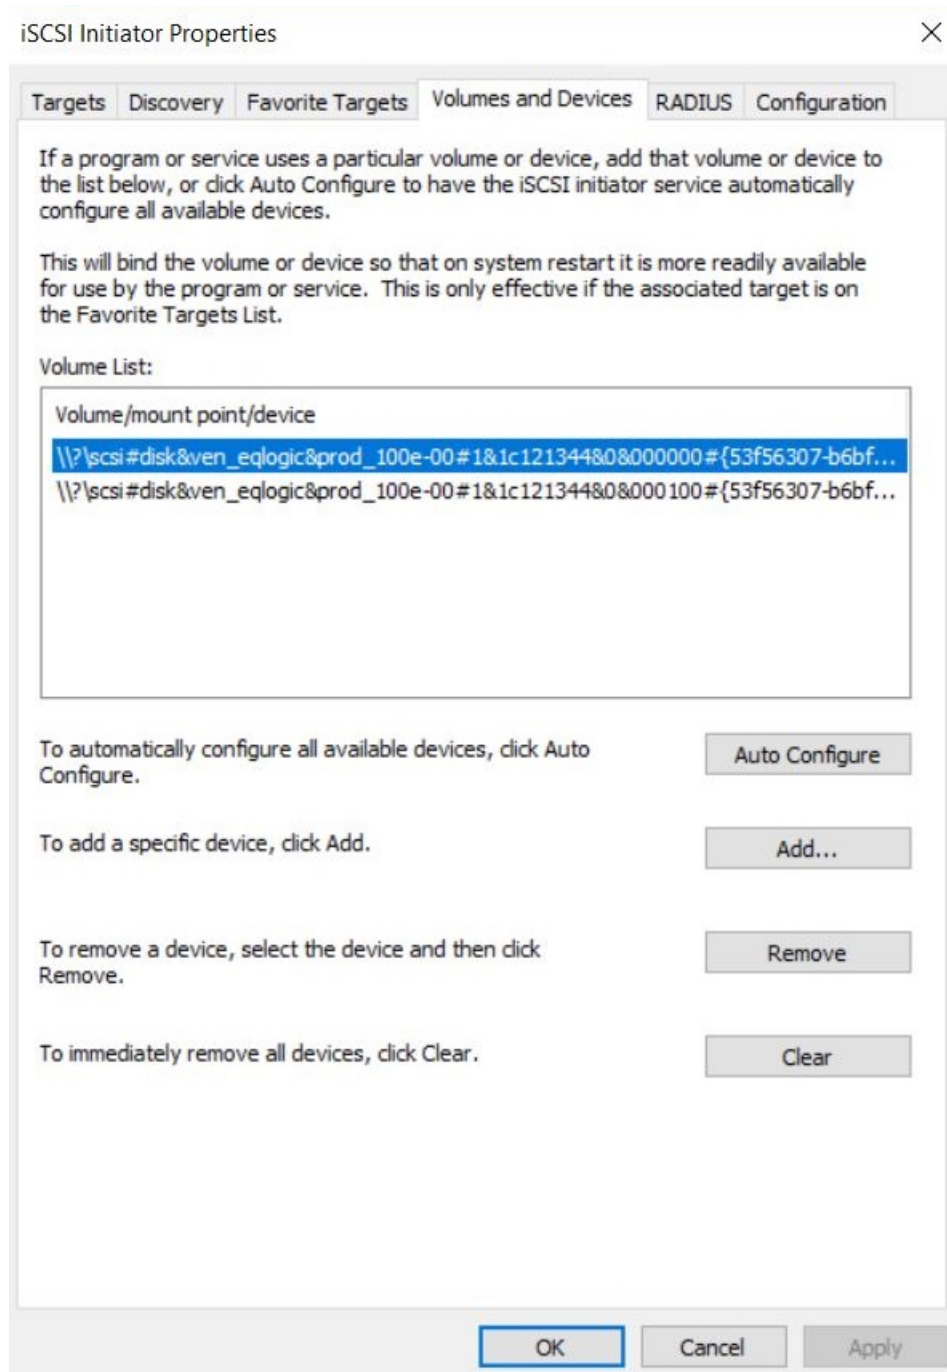 iSCSI Initiator Properties
Targets Discovery Favorite Targets Volumes and Devices RADIUS Configuration
If a program or service uses a particular volume or device, add that volume or device to
the list below, or click Auto Configure to have the iSCSI initiator service automatically
configure all available devices.
This will bind the volume or device so that on system restart it is more readily available
for use by the program or service.  This is only effective if the associated target is on
the Favorite Targets List.
Volume List:
Volume/mount point/device
\\?\scsi#disk&ven_eqlogic&prod_100e-00#1&1c121344&0&000000#{53f56307-b6bf...
\\?\scsi#disk&ven_eqlogic&prod_100e-00#1&1c121344&0&000100#{53f56307-b6bf...
To automatically configure all available devices, click Auto
Configure.
Auto Configure
To add a specific device, click Add.
Add...
To remove a device, select the device and then click
Remove.
Remove
To immediately remove all devices, click Clear.
Clear
OK Cancel Apply